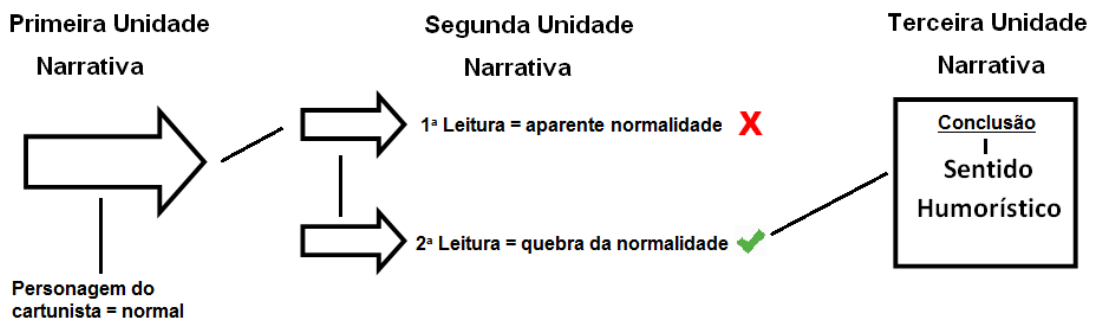 Primeira Unidade
Narrativa
Personagem do
cartunista = normal
Segunda Unidade
Narrativa
1ª Leitura = aparente normalidade X
2ª Leitura = quebra da normalidade
Terceira Unidade
Narrativa
Conclusão
Sentido
Humorístico